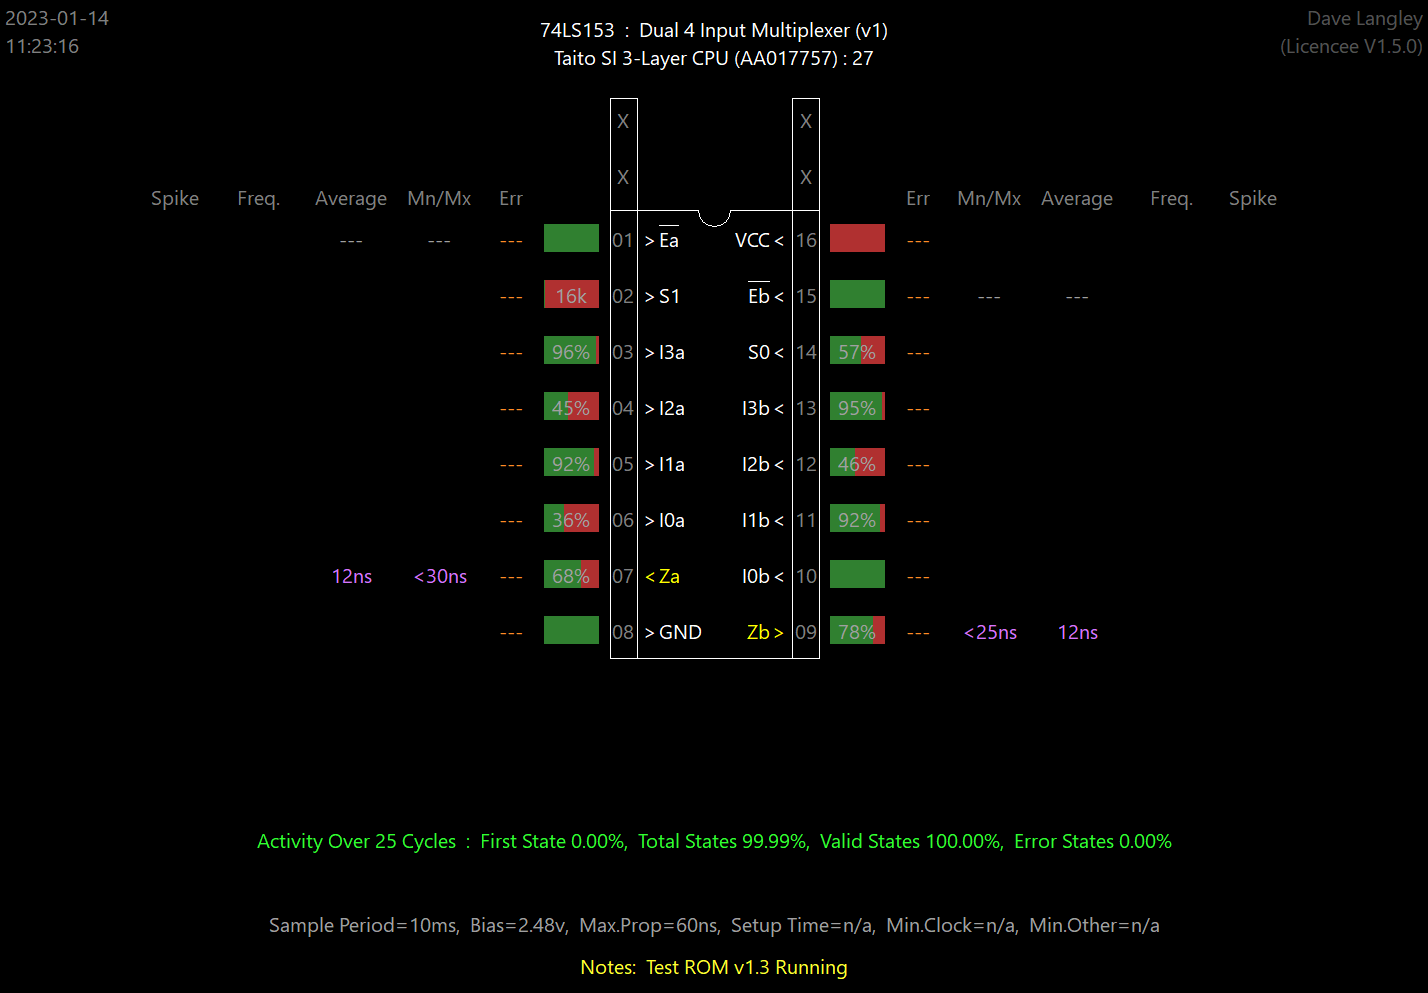 2023-01-14
11:23:16
74LS153 : Dual 4 Input Multiplexer (v1)
Taito SI 3-Layer CPU (AA017757) : 27
Dave Langley
(Licencee V1.5.0)
X X
X X
Spike Freq. Average Mn/Mx Err Err Mn/Mx Average Freq. Spike
--- --- --- 01 > Ea VCC < 16 ---
--- 16k 02 > S1 Eb < 15 --- --- ---
--- 96% 03 > I3a S0 < 14 57% ---
--- 45% 04 > I2a I3b < 13 95% ---
--- 92% 05 > I1a I2b < 12 46% ---
--- 36% 06 > I0a I1b < 11 92% ---
12ns <30ns --- 68% 07 < Za I0b < 10 ---
--- 08 > GND Zb > 09 78% --- <25ns 12ns
Activity Over 25 Cycles : First State 0.00%, Total States 99.99%, Valid States 100.00%, Error States 0.00%
Sample Period=10ms, Bias=2.48v, Max.Prop=60ns, Setup Time=n/a, Min.Clock=n/a, Min.Other=n/a
Notes: Test ROM v1.3 Running